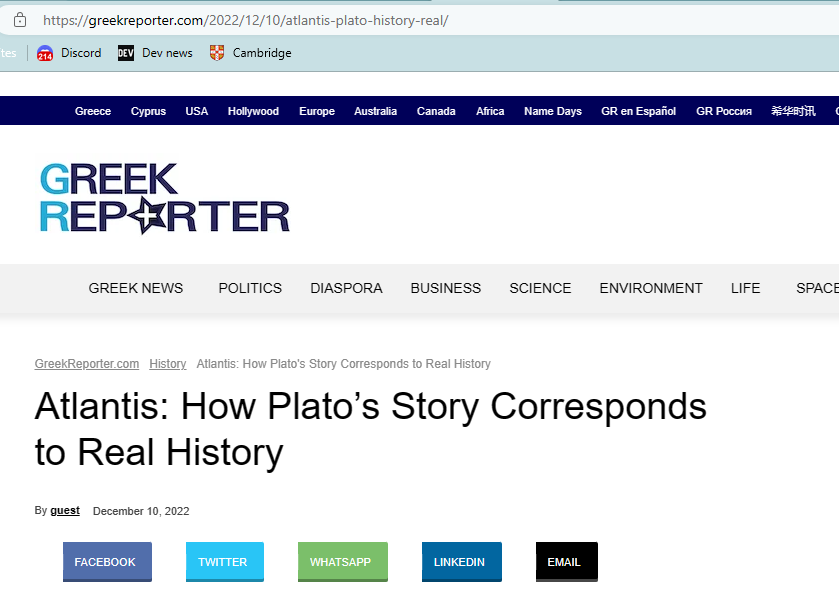 https://greekreporter.com/2022/12/10/atlantis-plato-history-real/
214 Discord DEV Dev news Cambridge
Greece Cyprus USA Hollywood Europe Australia Canada Africa Name Days GR en Español GR Россия 希华时讯
GREEK
REPORTER
GREEK NEWS POLITICS DIASPORA BUSINESS SCIENCE ENVIRONMENT LIFE SPACE
GreekReporter.com History Atlantis: How Plato's Story Corresponds to Real History
Atlantis: How Plato’s Story Corresponds
to Real History
By guest December 10, 2022
FACEBOOK TWITTER WHATSAPP LINKEDIN EMAIL